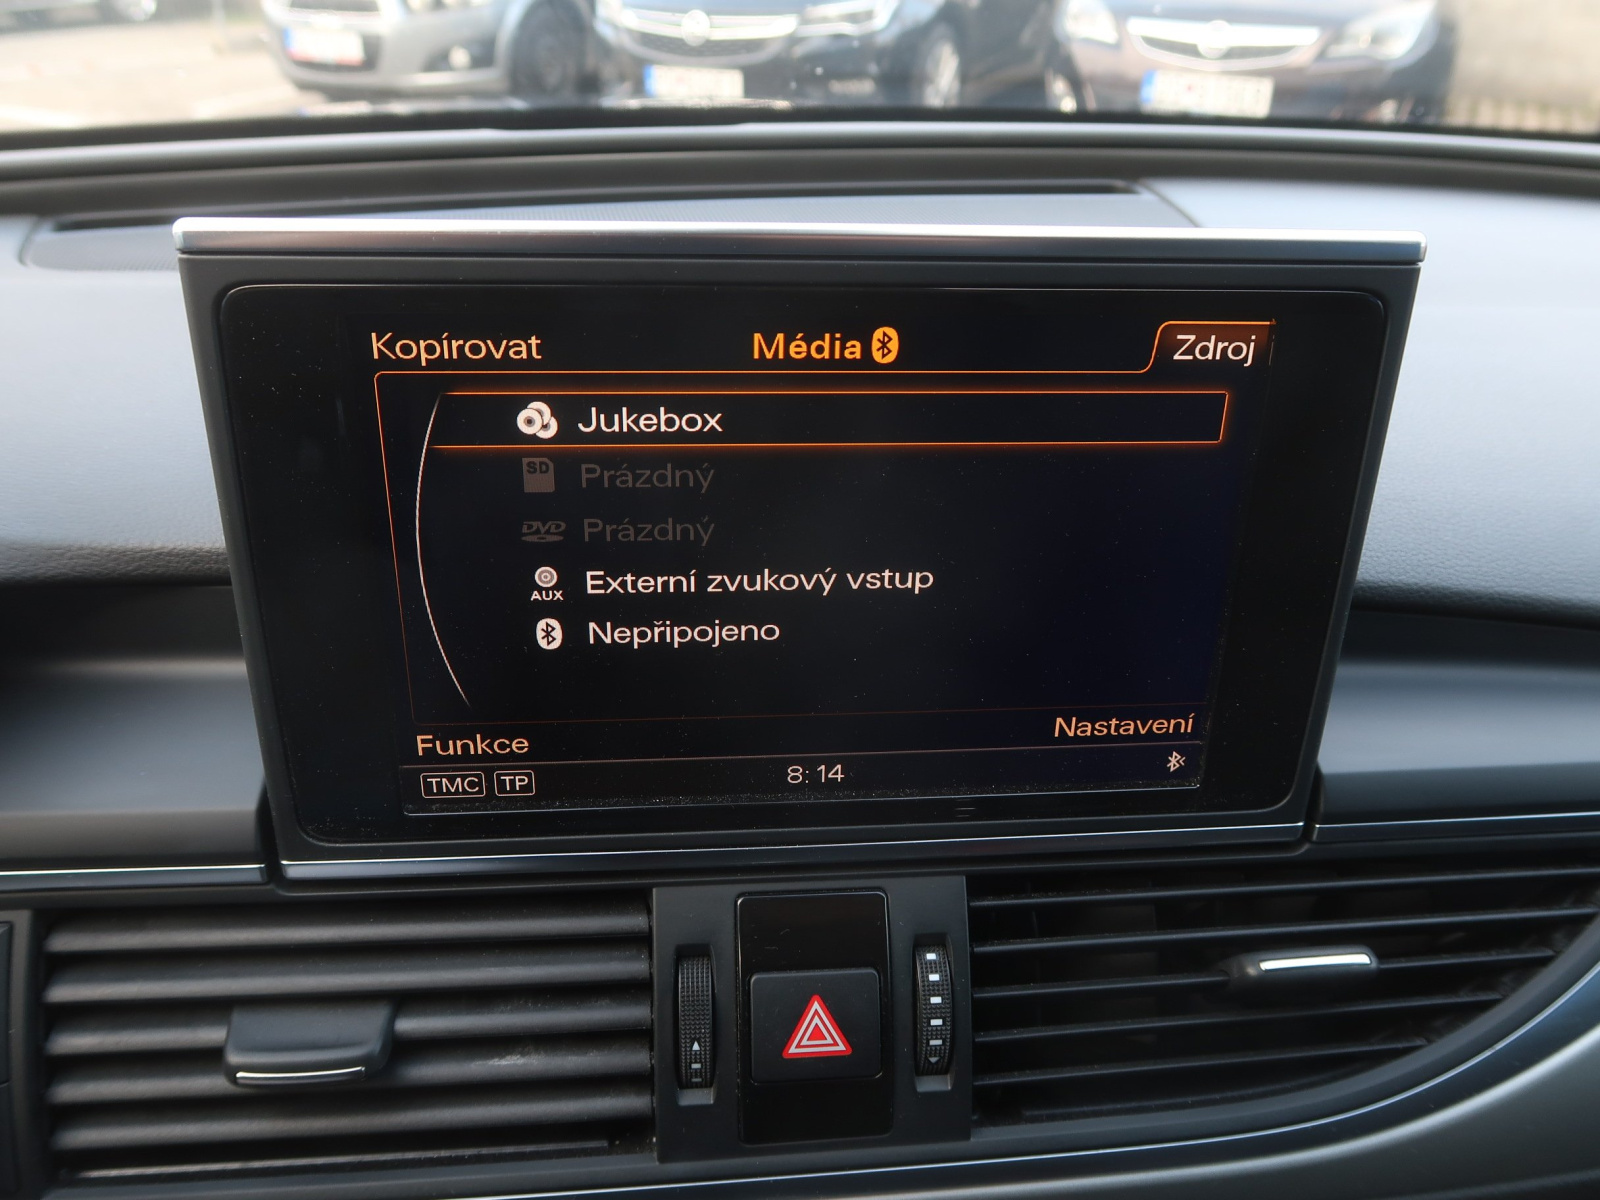 Kopírovat Média Zdroj
Jukebox
SD Prázdný
DVD Prázdný
AUX Externí zvukový vstup
Nepřipojeno
Nastavení
Funkce
TMC TP 8:14